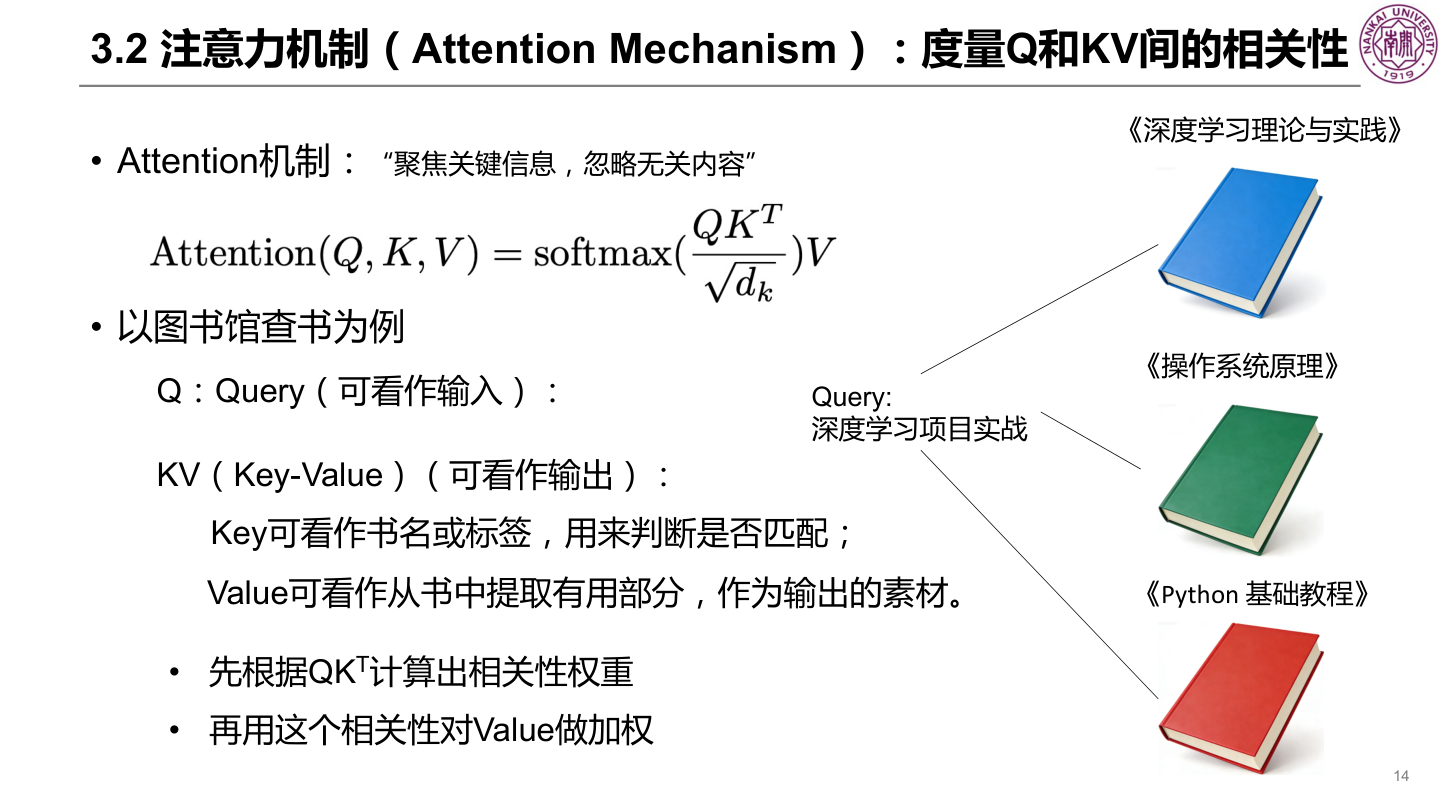 3.2 注意力机制（Attention Mechanism）：度量Q和KV间的相关性
NANKAI UNIVERSITY
南開
1919
• Attention机制：“聚焦关键信息，忽略无关内容”
Attention(Q, K, V) = softmax(QK^T/√d_k)V
• 以图书馆查书为例
Q：Query（可看作输入）：
KV（Key-Value）（可看作输出）：
Key可看作书名或标签，用来判断是否匹配；
Value可看作从书中提取有用部分，作为输出的素材。
• 先根据QK^T计算出相关性权重
• 再用这个相关性对Value做加权
Query:
深度学习项目实战
《深度学习理论与实践》
《操作系统原理》
《Python 基础教程》
14